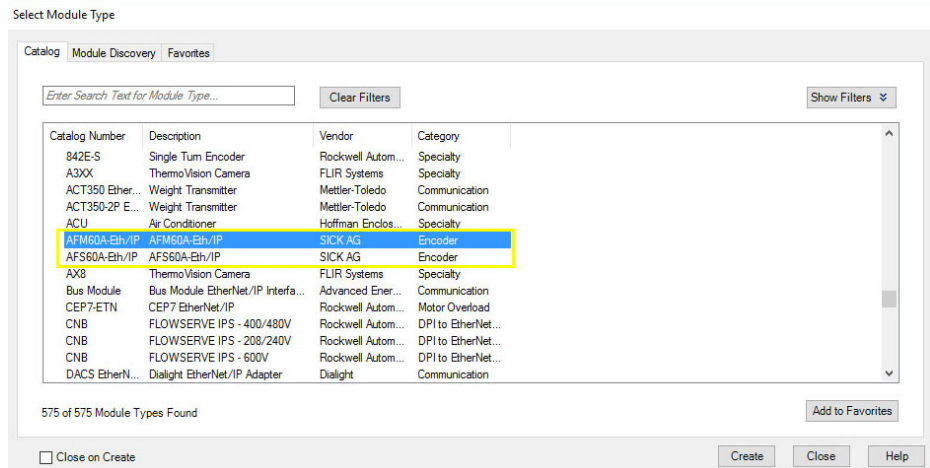 Select Module Type
Catalog Module Discovery Favorites
Enter Search Text for Module Type... Clear Filters Show Filters
Catalog Number Description Vendor Category
842E-S Single Turn Encoder Rockwell Autom... Specialty
A3XX ThermoVision Camera FLIR Systems Specialty
ACT350 Ether... Weight Transmitter Mettler-Toledo Communication
ACT350-2P E... Weight Transmitter Mettler-Toledo Communication
ACU Air Conditioner Hoffman Enclos... Specialty
AFM60A-Eth/IP AFM60A-Eth/IP SICK AG Encoder
AFS60A-Eth/IP AFS60A-Eth/IP SICK AG Encoder
AX8 ThermoVision Camera FLIR Systems Specialty
Bus Module Bus Module EtherNet/IP Interfa... Advanced Ener... Communication
CEP7-ETN CEP7 EtherNet/IP Rockwell Autom... Motor Overload
CNB FLOWSERVE IPS - 400/480V Rockwell Autom... DPI to EtherNet...
CNB FLOWSERVE IPS - 208/240V Rockwell Autom... DPI to EtherNet...
CNB FLOWSERVE IPS - 600V Rockwell Autom... DPI to EtherNet...
DACS EtherN... Dialight EtherNet/IP Adapter Dialight Communication
575 of 575 Module Types Found Add to Favorites
Close on Create Create Close Help